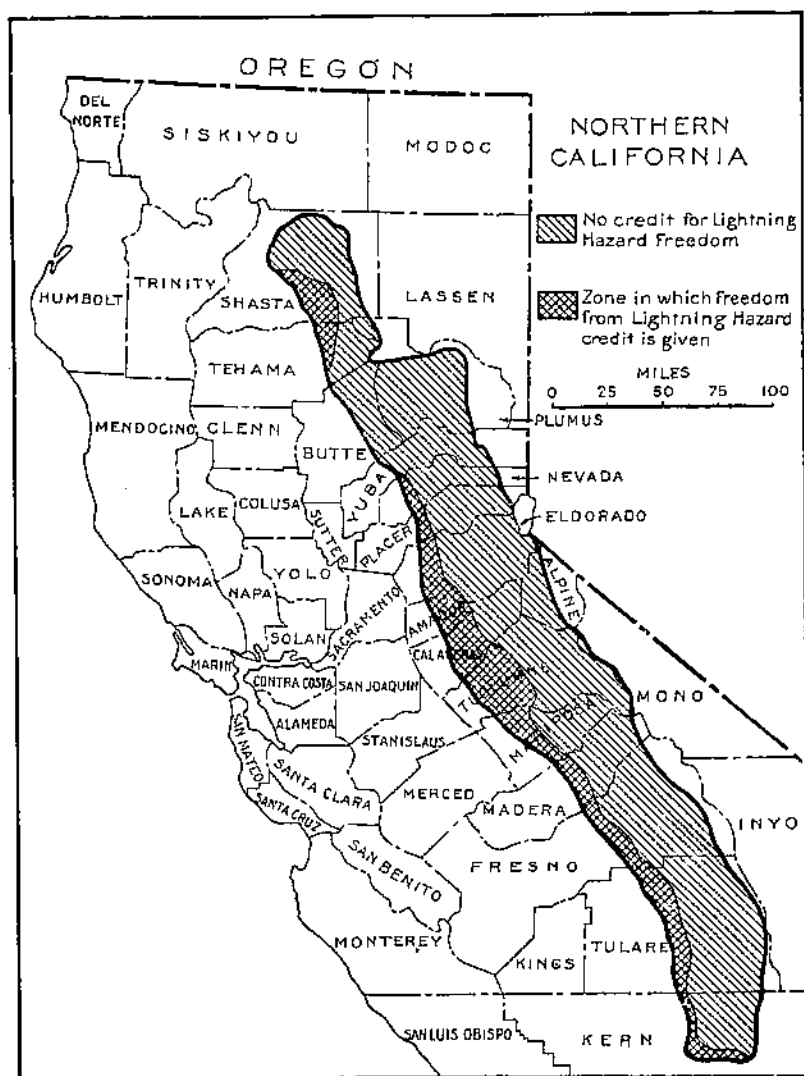 OREGON
DEL
NORTE
SISKIYOU
MODOC
NORTHERN
CALIFORNIA
No credit for Lightning
Hazard Freedom
TRINITY
HUMBOLT
SHASTA
LASSEN
Zone in which freedom
from Lightning Hazard
credit is given
TEHAMA
MILES
0 25 50 75 100
MENDOCINO
GLENN
BUTTE
PLUMUS
NEVADA
YUBA
LAKE
COLUSA
SUTTER
ELDORADO
PLACER
SONOMA
NAPA
YOLO
SACRAMENTO
ALPINE
AMADOR
SOLAN
CALAVERAS
MARIN
CONTRA COSTA
SAN JOAQUIN
MONO
ALAMEDA
STANISLAUS
SAN MATEO
SANTA CLARA
MERCED
SANTA CRUZ
MADERA
INYO
SAN BENITO
FRESNO
MONTEREY
KINGS
TULARE
SAN LUIS OBISPO
KERN